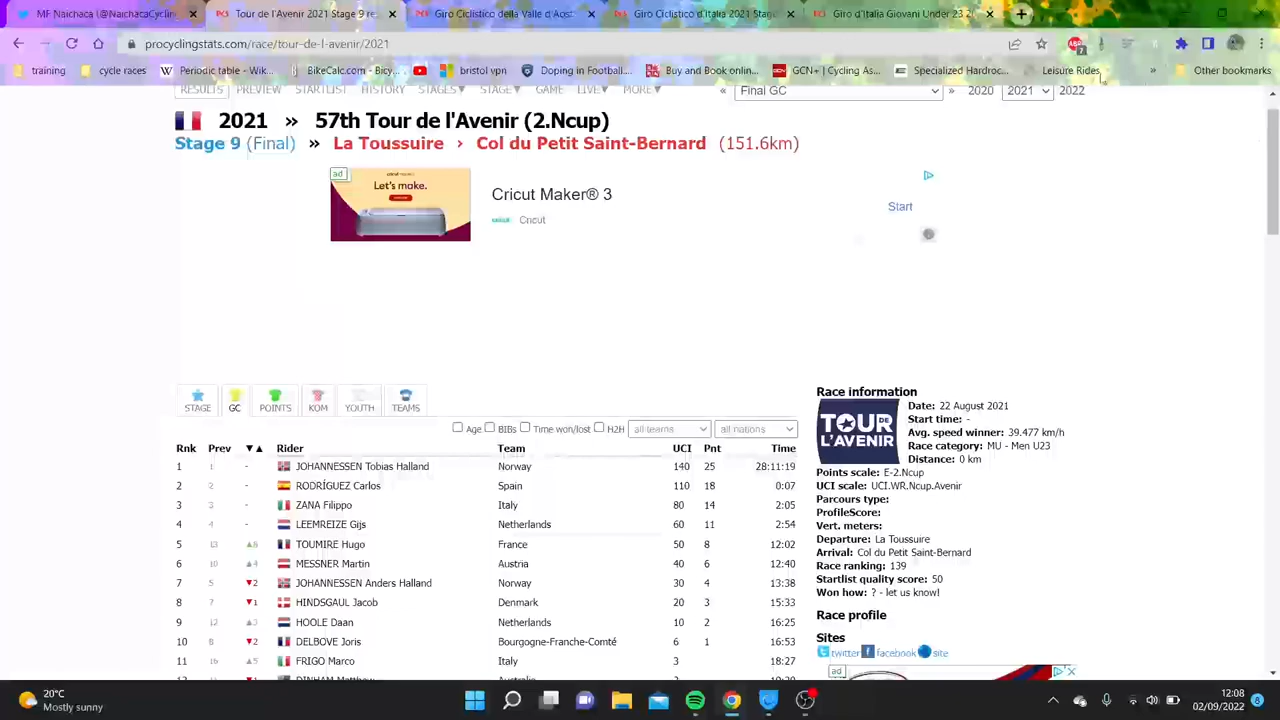 MF Naichaca (@NaichacaCycling
Tour de l'Avenir 2021 Stage 9 re
Giro Ciclistico della Valle d'Aost
Giro Ciclistico d'Italia 2021 Stage
Giro d'Italia Giovani Under 23 20
procyclingstats.com/race/tour-de-l-avenir/2021
training
cycle races
Periodic table - Wik...
BikeCalc.com - Bicy...
bristol vpn
Doping in Football....
Buy and Book onlin...
GCN+ | Cycling As...
Specialized Hardroc...
Leisure Rides
»
Other bookmarks
RESULTS PREVIEW STARTLIST HISTORY STAGES▼ STAGE▼ GAME LIVE▼ MORE▼
« Final GC » 2020 2021 2022
2021 » 57th Tour de l'Avenir (2.Ncup)
Stage 9 (Final) » La Toussuire › Col du Petit Saint-Bernard (151.6km)
ad
Let's make.
Cricut Maker® 3
Cricut
Start
STAGE GC POINTS KOM YOUTH TEAMS
Age BIBs Time won/lost H2H all teams all nations
Rnk Prev ▼▲ Rider Team UCI Pnt Time
1 1 - JOHANNESSEN Tobias Halland Norway 140 25 28:11:19
2 2 - RODRÍGUEZ Carlos Spain 110 18 0:07
3 3 - ZANA Filippo Italy 80 14 2:05
4 4 - LEEMREIZE Gijs Netherlands 60 11 2:54
5 13 ▲8 TOUMIRE Hugo France 50 8 12:02
6 10 ▲4 MESSNER Martin Austria 40 6 12:40
7 5 ▼2 JOHANNESSEN Anders Halland Norway 30 4 13:38
8 7 ▼1 HINDSGAUL Jacob Denmark 20 3 15:33
9 12 ▲3 HOOLE Daan Netherlands 10 2 16:25
10 8 ▼2 DELBOVE Joris Bourgogne-Franche-Comté 6 1 16:53
11 16 ▲5 FRIGO Marco Italy 3 18:27
Race information
TOUR DE
L'AVENIR
Date: 22 August 2021
Start time: -
Avg. speed winner: 39.477 km/h
Race category: MU - Men U23
Distance: 0 km
Points scale: E-2.Ncup
UCI scale: UCI.WR.Ncup.Avenir
Parcours type:
ProfileScore:
Vert. meters:
Departure: La Toussuire
Arrival: Col du Petit Saint-Bernard
Race ranking: 139
Startlist quality score: 50
Won how: ? - let us know!
Race profile
Sites
twitter facebook site
ad
20°C
Mostly sunny
12:08
02/09/2022
8